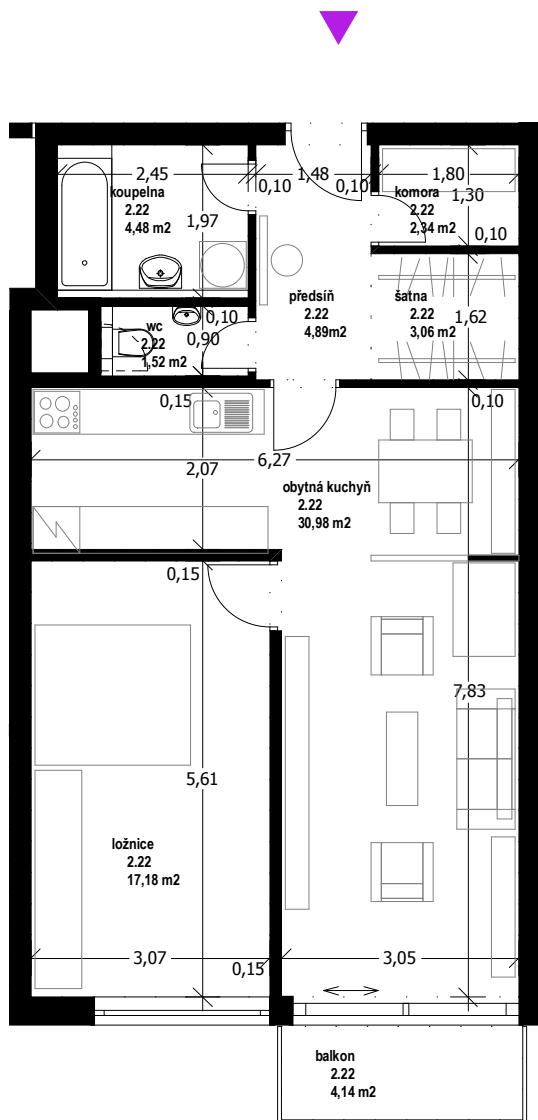 2,45
1,48
1,80
koupelna
2.22
4,48 m2
0,10
0,10
komora
2.22
2,34 m2
1,30
1,97
0,10
předsíň
2.22
4,89m2
šatna
2.22
3,06 m2
1,62
0,10
wc
2.22
1,52 m2
0,90
0,15
0,10
2,07
6,27
obytná kuchyň
2.22
30,98 m2
0,15
7,83
5,61
ložnice
2.22
17,18 m2
3,07
0,15
3,05
balkon
2.22
4,14 m2